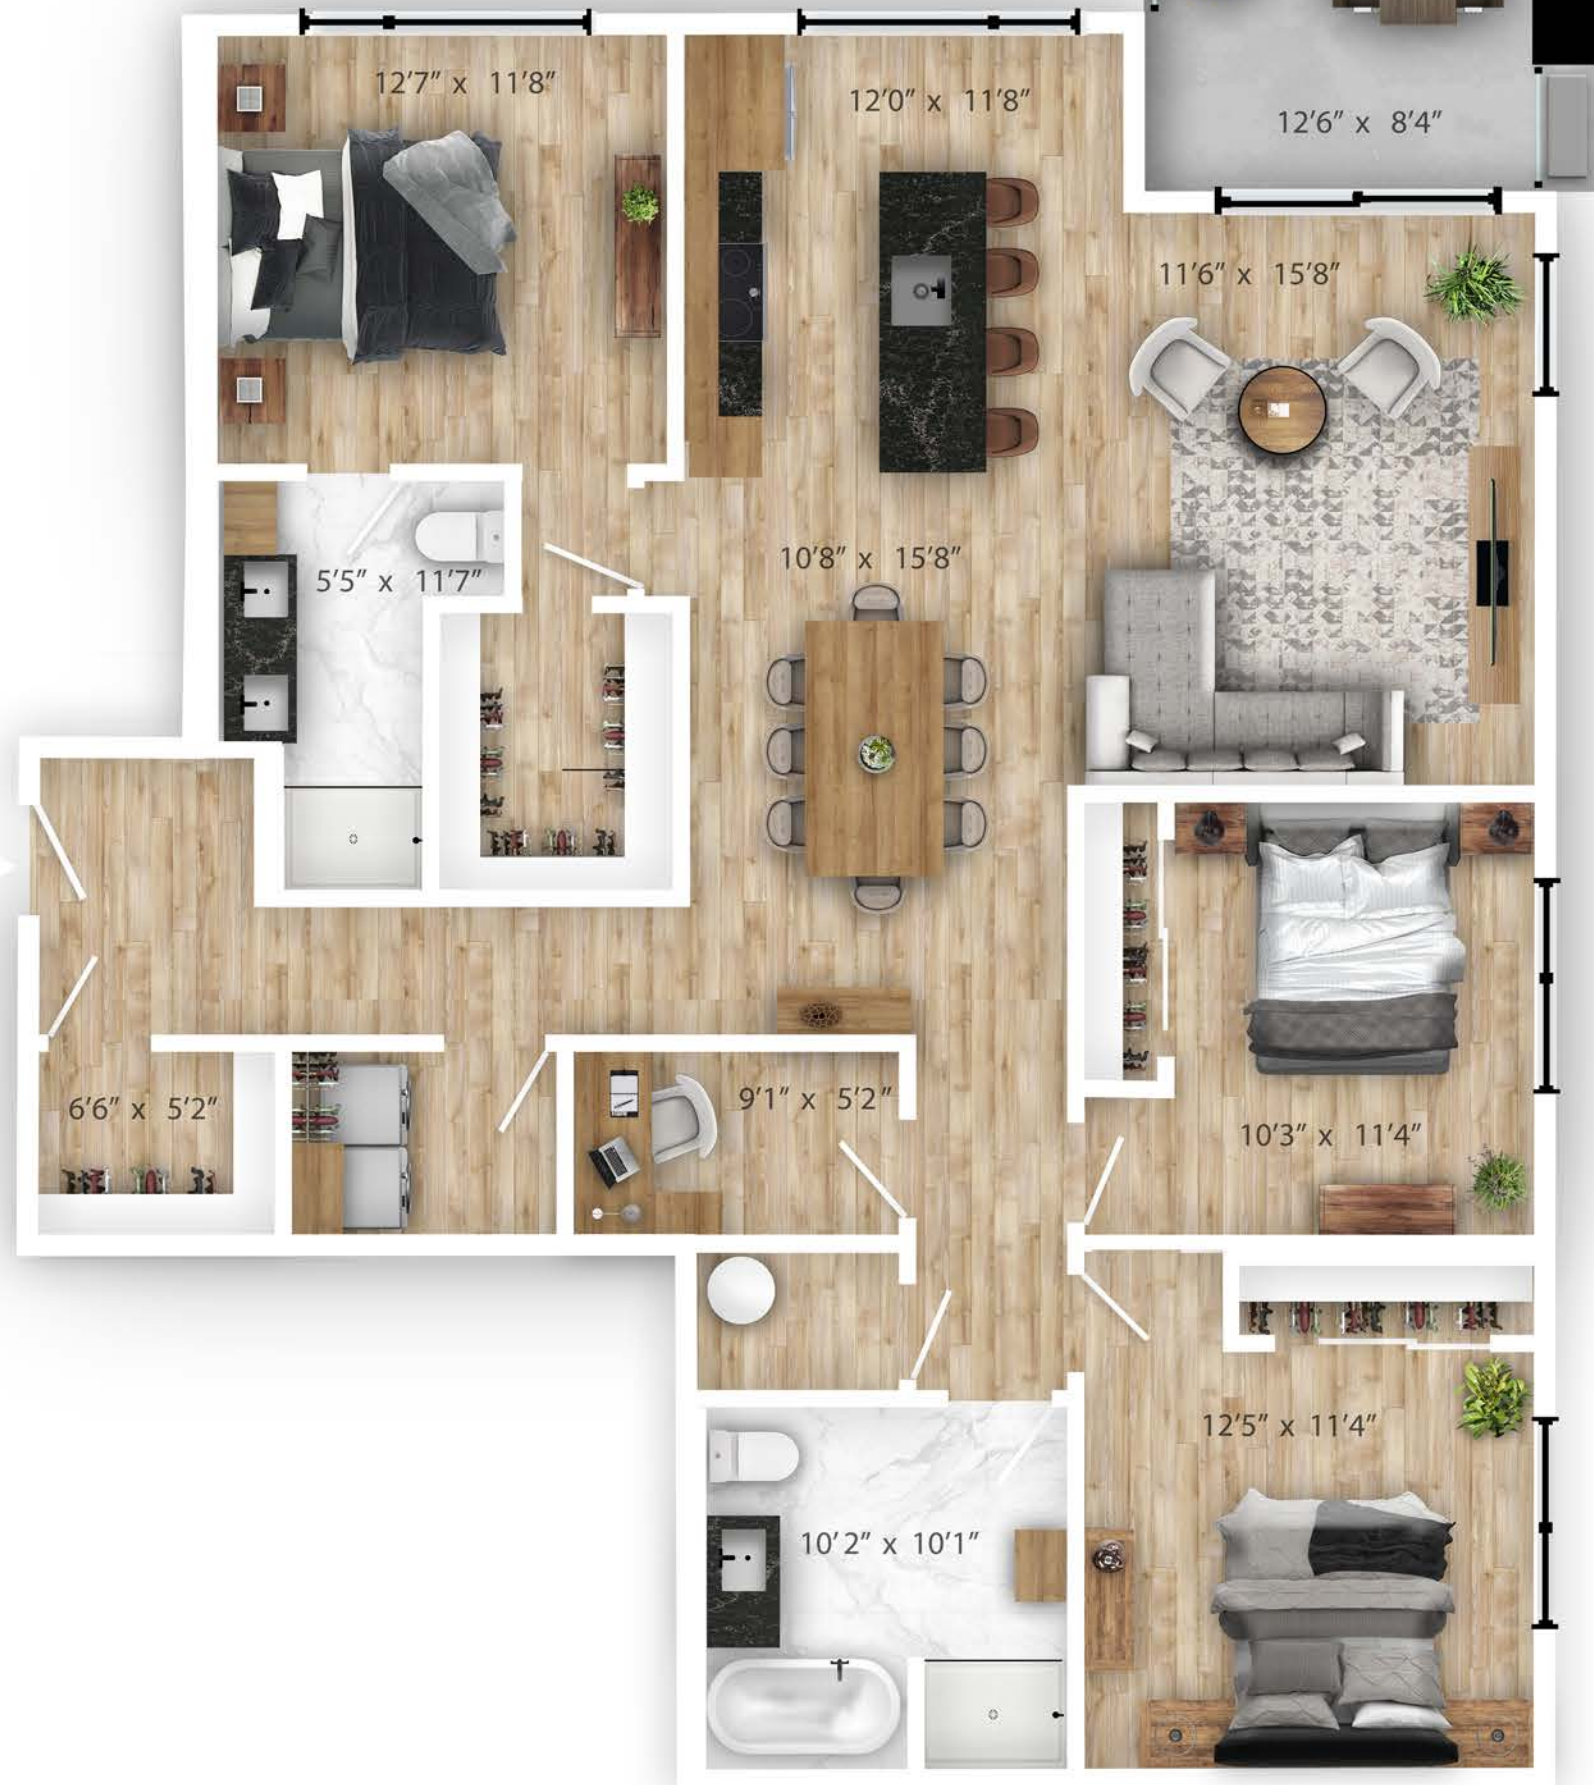 12'7" x 11'8"
12'0" x 11'8"
12'6" x 8'4"
11'6" x 15'8"
10'8" x 15'8"
5'5" x 11'7"
6'6" x 5'2"
9'1" x 5'2"
10'3" x 11'4"
12'5" x 11'4"
10'2" x 10'1"